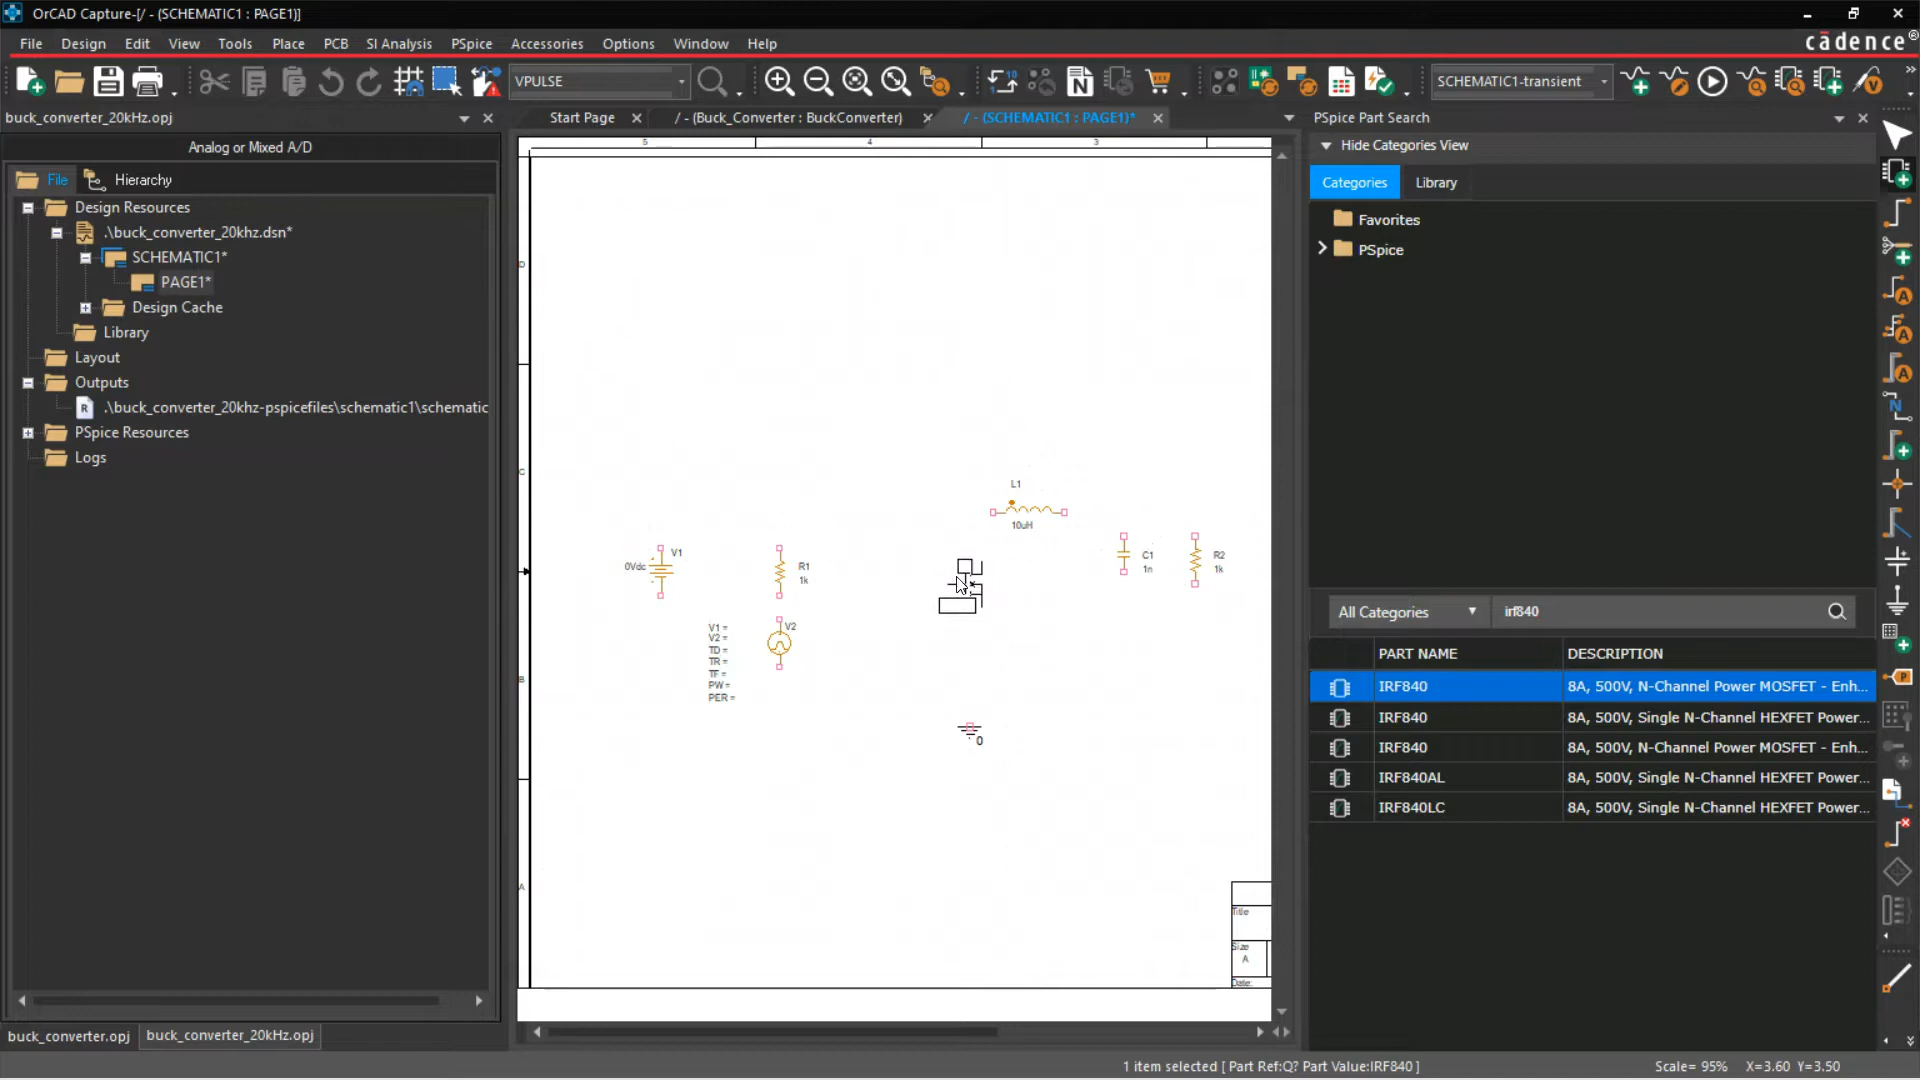 OrCAD Capture-[/ - (SCHEMATIC1 : PAGE1)]
File Design Edit View Tools Place PCB SI Analysis PSpice Accessories Options Window Help
cādence®
VPULSE
SCHEMATIC1-transient
buck_converter_20kHz.opj
Start Page
/ - (Buck_Converter : BuckConverter)
/ - (SCHEMATIC1 : PAGE1)*
PSpice Part Search
Analog or Mixed A/D
File
Hierarchy
Design Resources
.\buck_converter_20khz.dsn*
SCHEMATIC1*
PAGE1*
Design Cache
Library
Layout
Outputs
.\buck_converter_20khz-pspicefiles\schematic1\schematic
PSpice Resources
Logs
5
4
3
D
C
B
A
L1
10uH
V1
0Vdc
R1
1k
C1
1n
R2
1k
V2
V1 =
V2 =
TD =
TR =
TF =
PW =
PER =
0
Title
Size
A
Date:
Hide Categories View
Categories
Library
Favorites
PSpice
All Categories
irf840
PART NAME
DESCRIPTION
IRF840
8A, 500V, N-Channel Power MOSFET - Enh...
IRF840
8A, 500V, Single N-Channel HEXFET Power...
IRF840
8A, 500V, N-Channel Power MOSFET - Enh...
IRF840AL
8A, 500V, Single N-Channel HEXFET Power...
IRF840LC
8A, 500V, Single N-Channel HEXFET Power...
buck_converter.opj
buck_converter_20kHz.opj
1 item selected [ Part Ref:Q? Part Value:IRF840 ]
Scale= 95%
X=3.60 Y=3.50